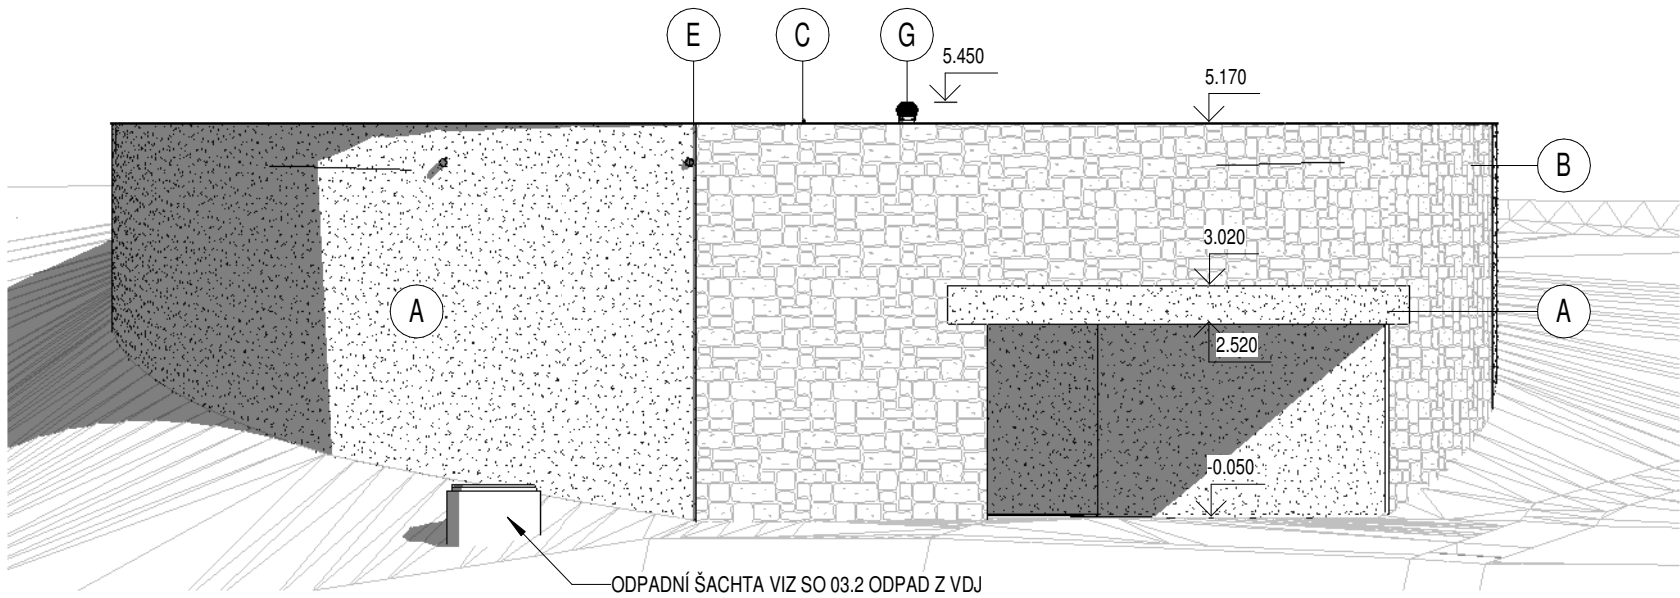 E
C
G
5.450
5.170
B
3.020
A
A
2.520
-0.050
ODPADNÍ ŠACHTA VIZ SO 03.2 ODPAD Z VDJ